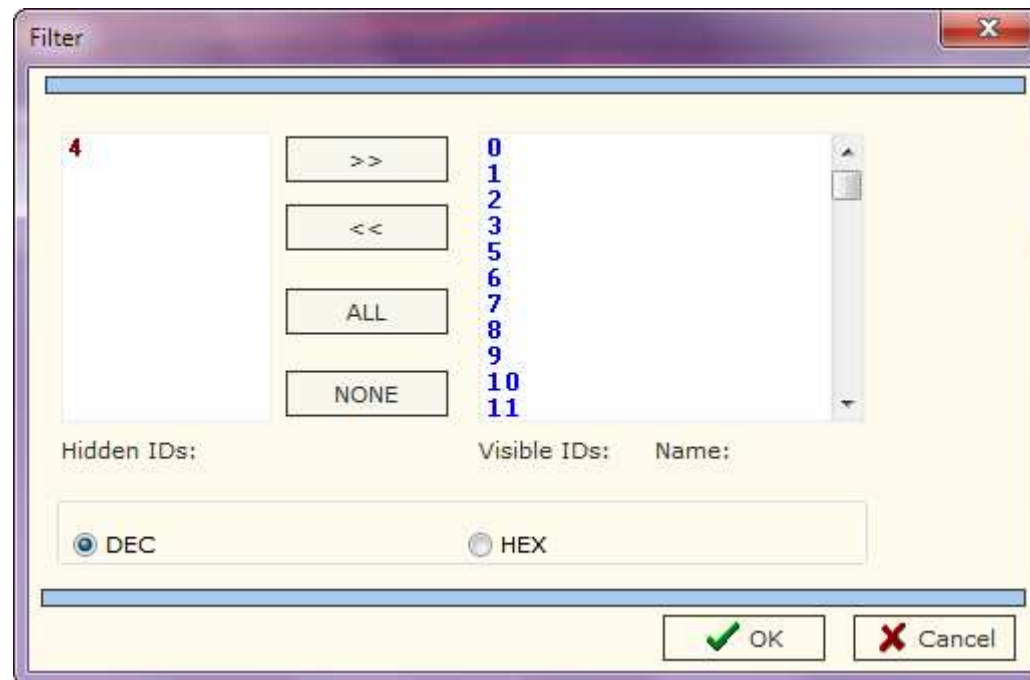 Filter
4
>>
<<
ALL
NONE
0
1
2
3
5
6
7
8
9
10
11
Hidden IDs:
Visible IDs: Name:
DEC
HEX
OK
Cancel